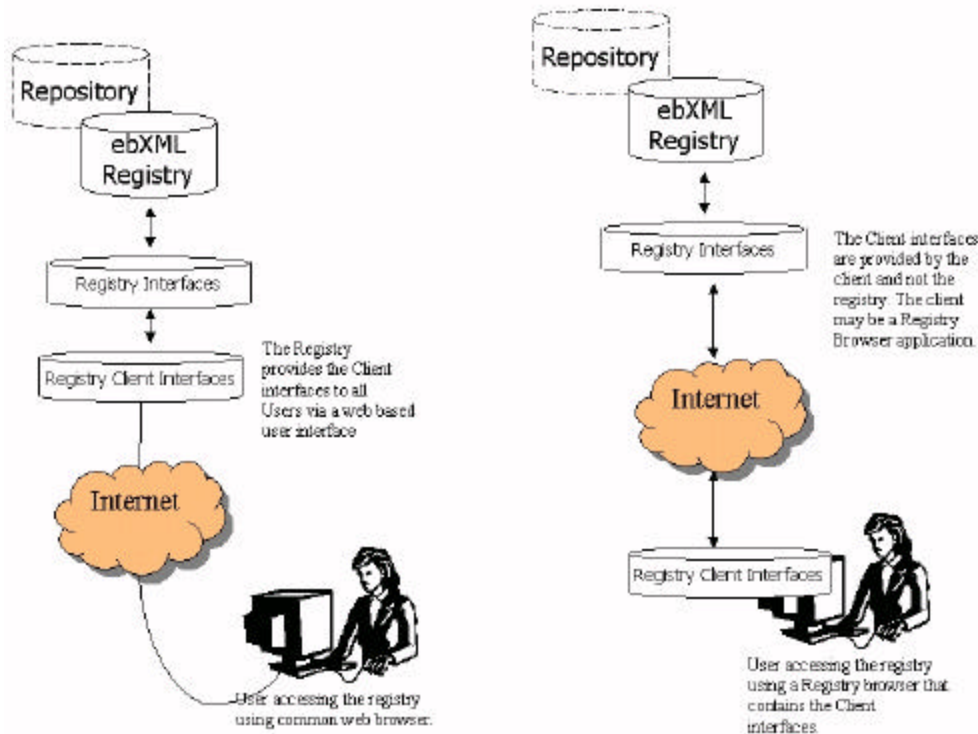 Repository
ebXML
Registry
Registry Interfaces
Registry Client Interfaces
The Registry
provides the Client
interfaces to all
Users via a web based
user interface
Internet
User accessing the registry
using common web browser.
Repository
ebXML
Registry
Registry Interfaces
The Client interfaces
are provided by the
client and not the
registry. The client
may be a Registry
Browser application.
Internet
Registry Client Interfaces
User accessing the registry
using a Registry browser that
contains the Client
interfaces.